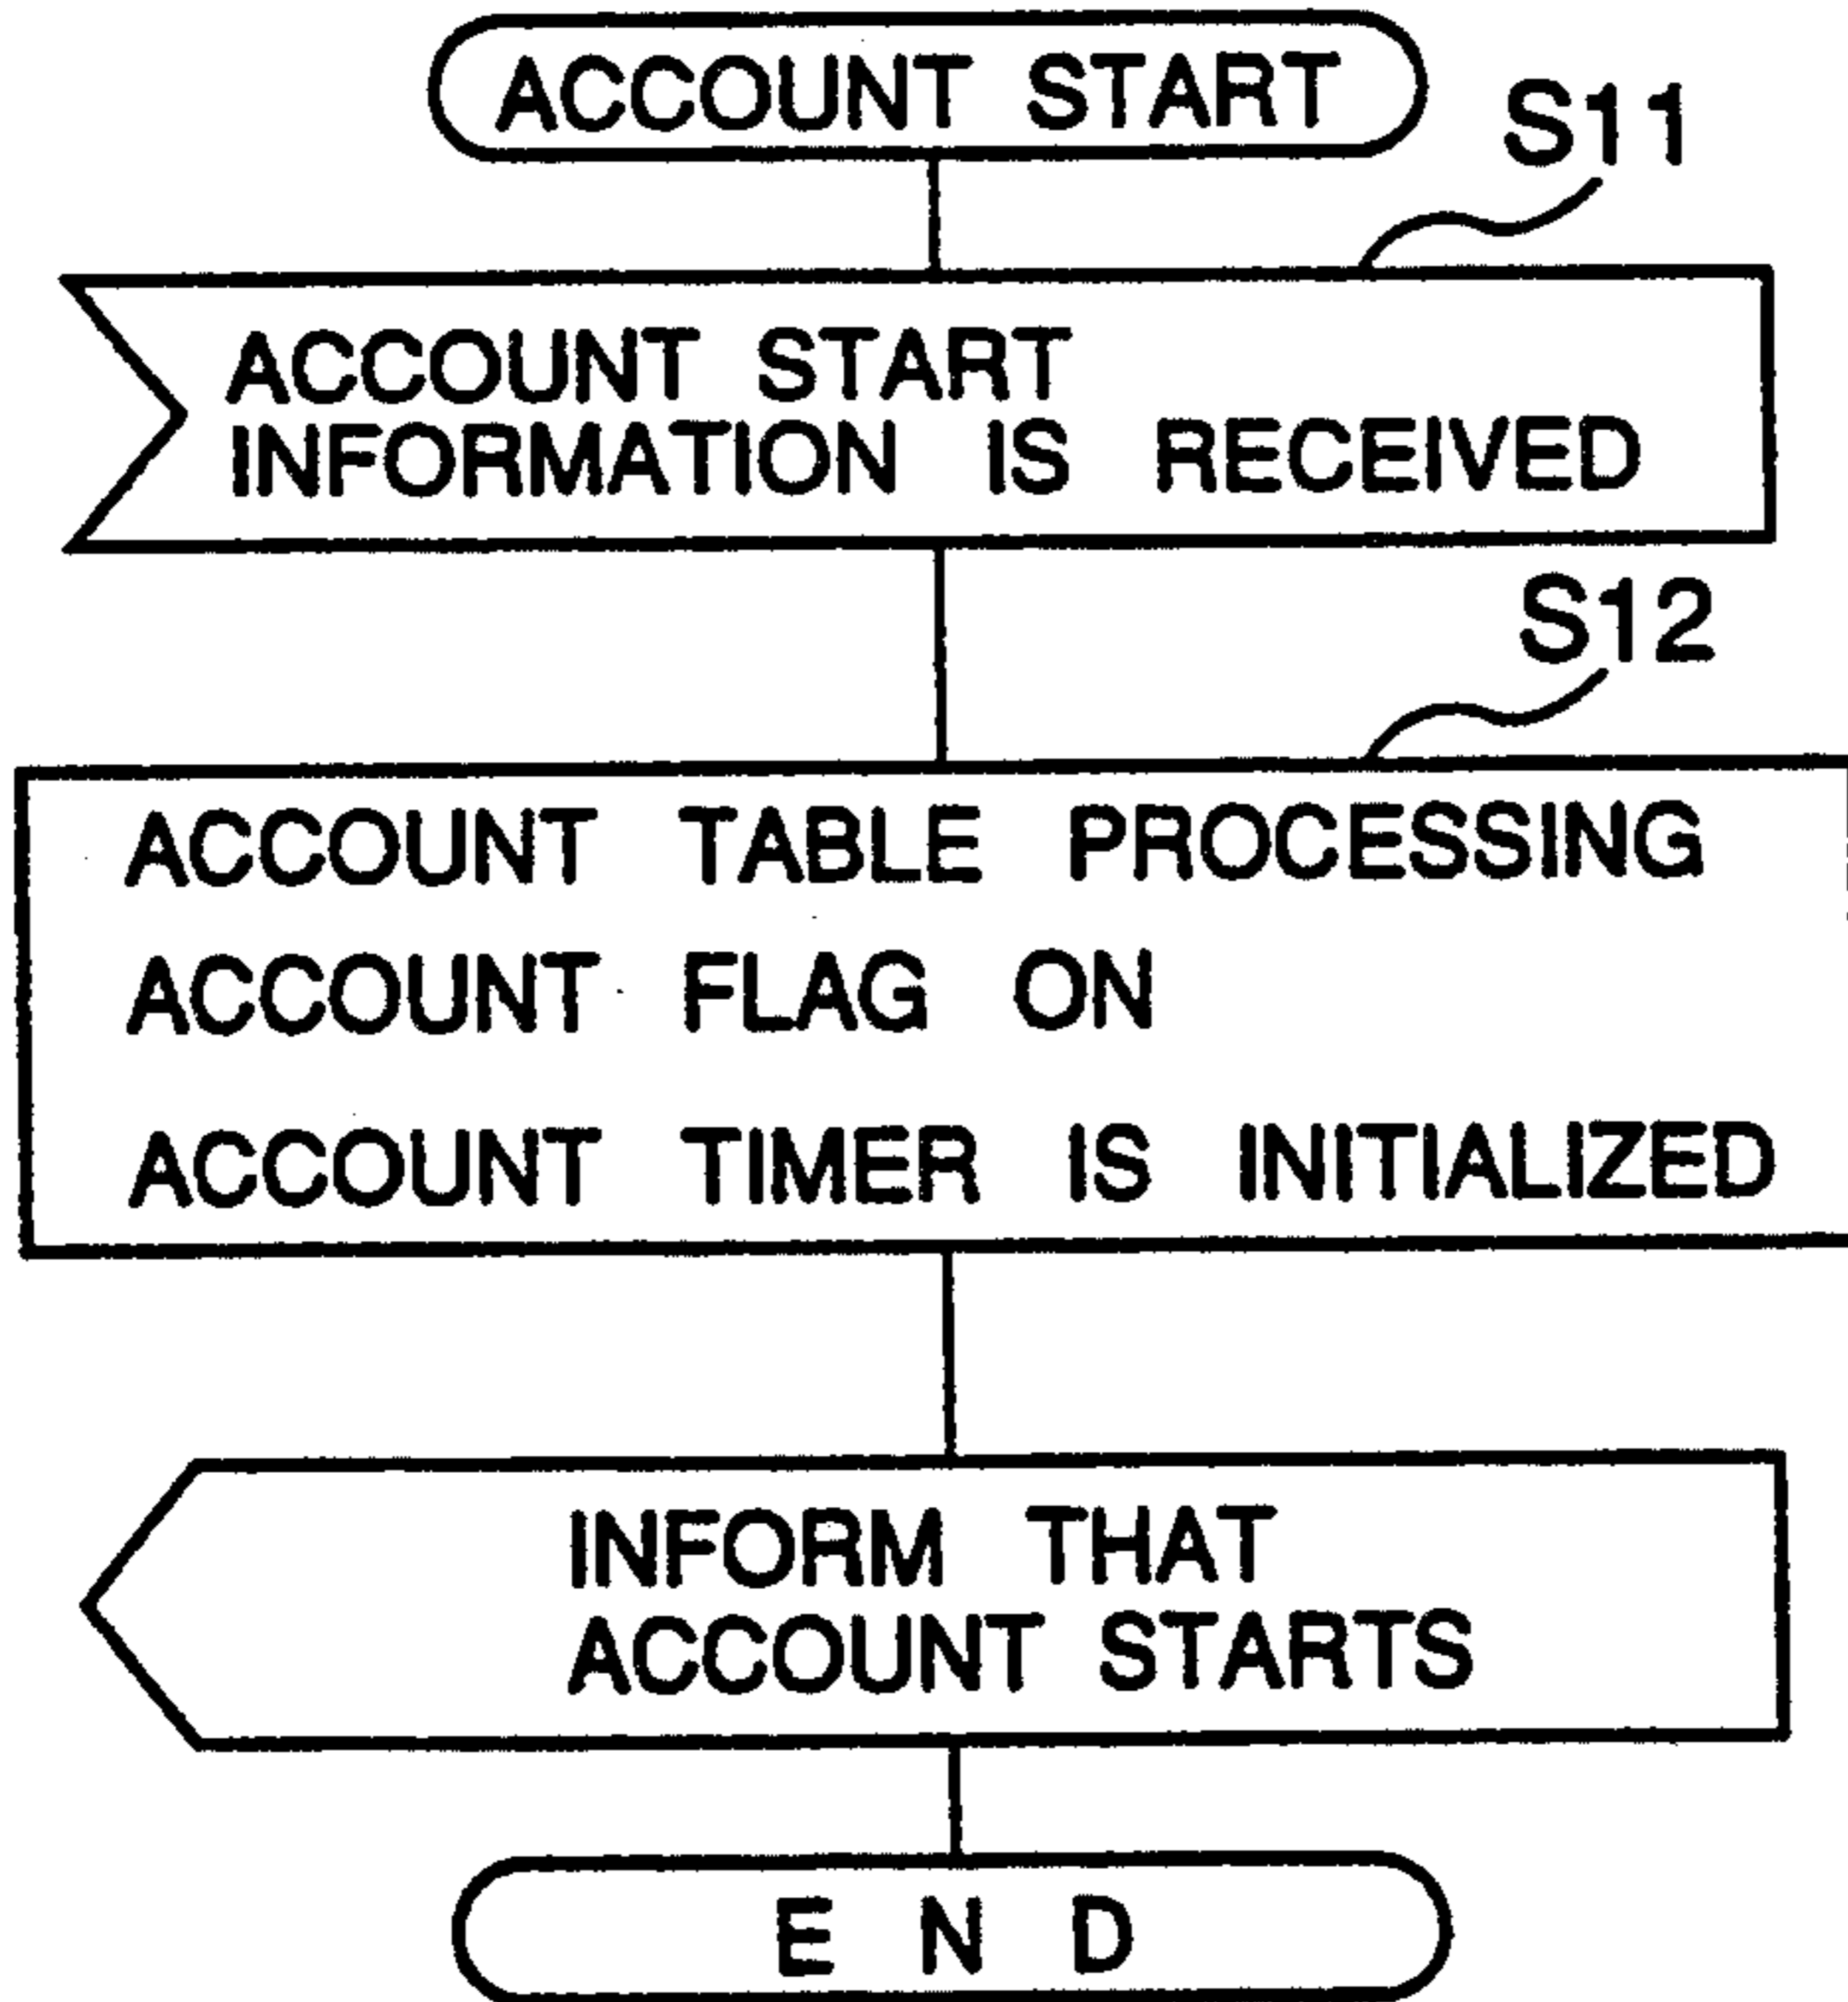 ACCOUNT START
S11
ACCOUNT START
INFORMATION IS RECEIVED
S12
ACCOUNT TABLE PROCESSING
ACCOUNT FLAG ON
ACCOUNT TIMER IS INITIALIZED
INFORM THAT
ACCOUNT STARTS
E N D